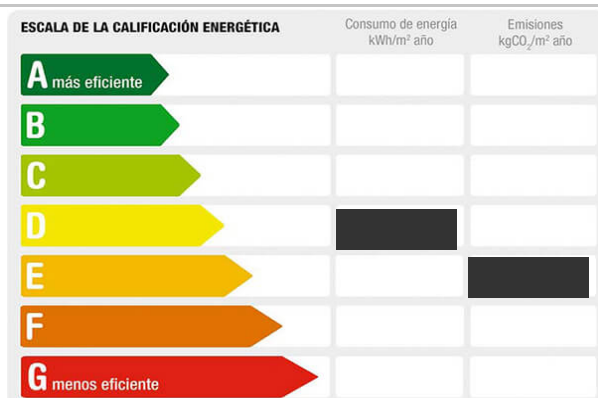 ESCALA DE LA CALIFICACIÓN ENERGÉTICA
Consumo de energía
kWh/m² año
Emisiones
kgCO₂/m² año
A más eficiente
B
C
D
E
F
G menos eficiente